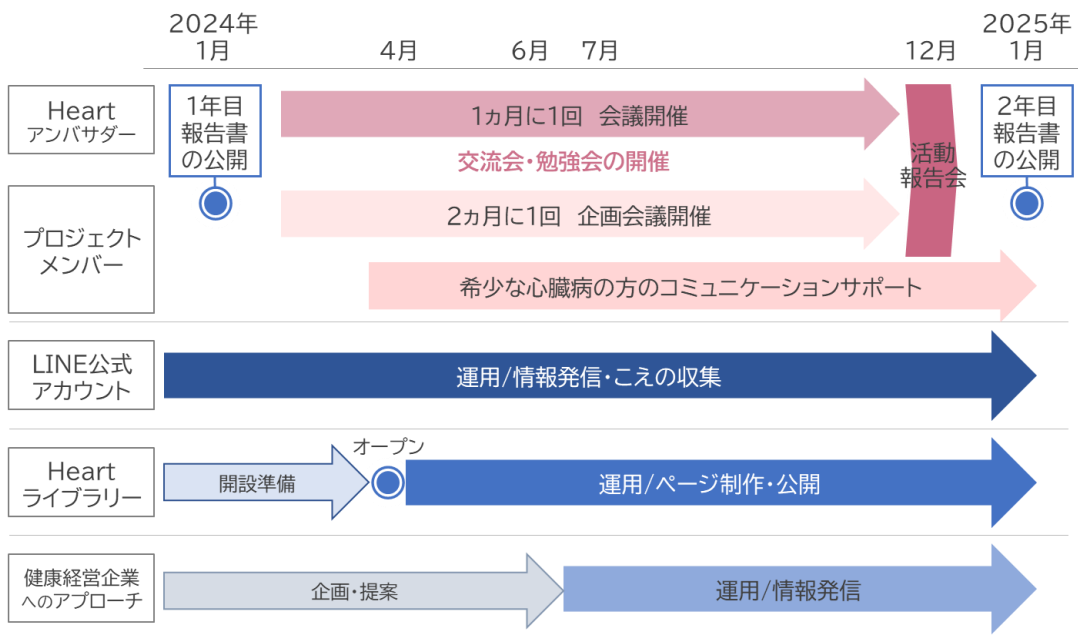 2024年
1月
4月
6月
7月
12月
2025年
1月
Heart
アンバサダー
1年目
報告書
の公開
1ヵ月に1回 会議開催
交流会・勉強会の開催
2ヵ月に1回 企画会議開催
活動
報告会
2年目
報告書
の公開
プロジェクト
メンバー
希少な心臓病の方のコミュニケーションサポート
LINE公式
アカウント
運用/情報発信・こえの収集
Heart
ライブラリー
開設準備
オープン
運用/ページ制作・公開
健康経営企業
へのアプローチ
企画・提案
運用/情報発信